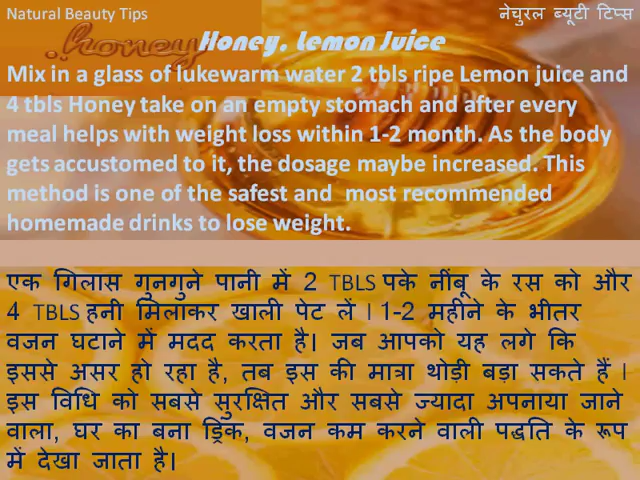 Natural Beauty Tips
नेचुरल ब्यूटी टिप्स
honey
Honey, Lemon Juice
Mix in a glass of lukewarm water 2 tbls ripe Lemon juice and
4 tbls Honey take on an empty stomach and after every
meal helps with weight loss within 1-2 month. As the body
gets accustomed to it, the dosage maybe increased. This
method is one of the safest and most recommended
homemade drinks to lose weight.
एक गिलास गुनगुने पानी में 2 TBLS पके नींबू के रस को और
4 TBLS हनी मिलाकर खाली पेट लें । 1-2 महीने के भीतर
वजन घटाने में मदद करता है। जब आपको यह लगे कि
इससे असर हो रहा है, तब इस की मात्रा थोड़ी बड़ा सकते हैं ।
इस विधि को सबसे सुरक्षित और सबसे ज्यादा अपनाया जाने
वाला, घर का बना ड्रिंक, वजन कम करने वाली पद्धति के रूप
में देखा जाता है।